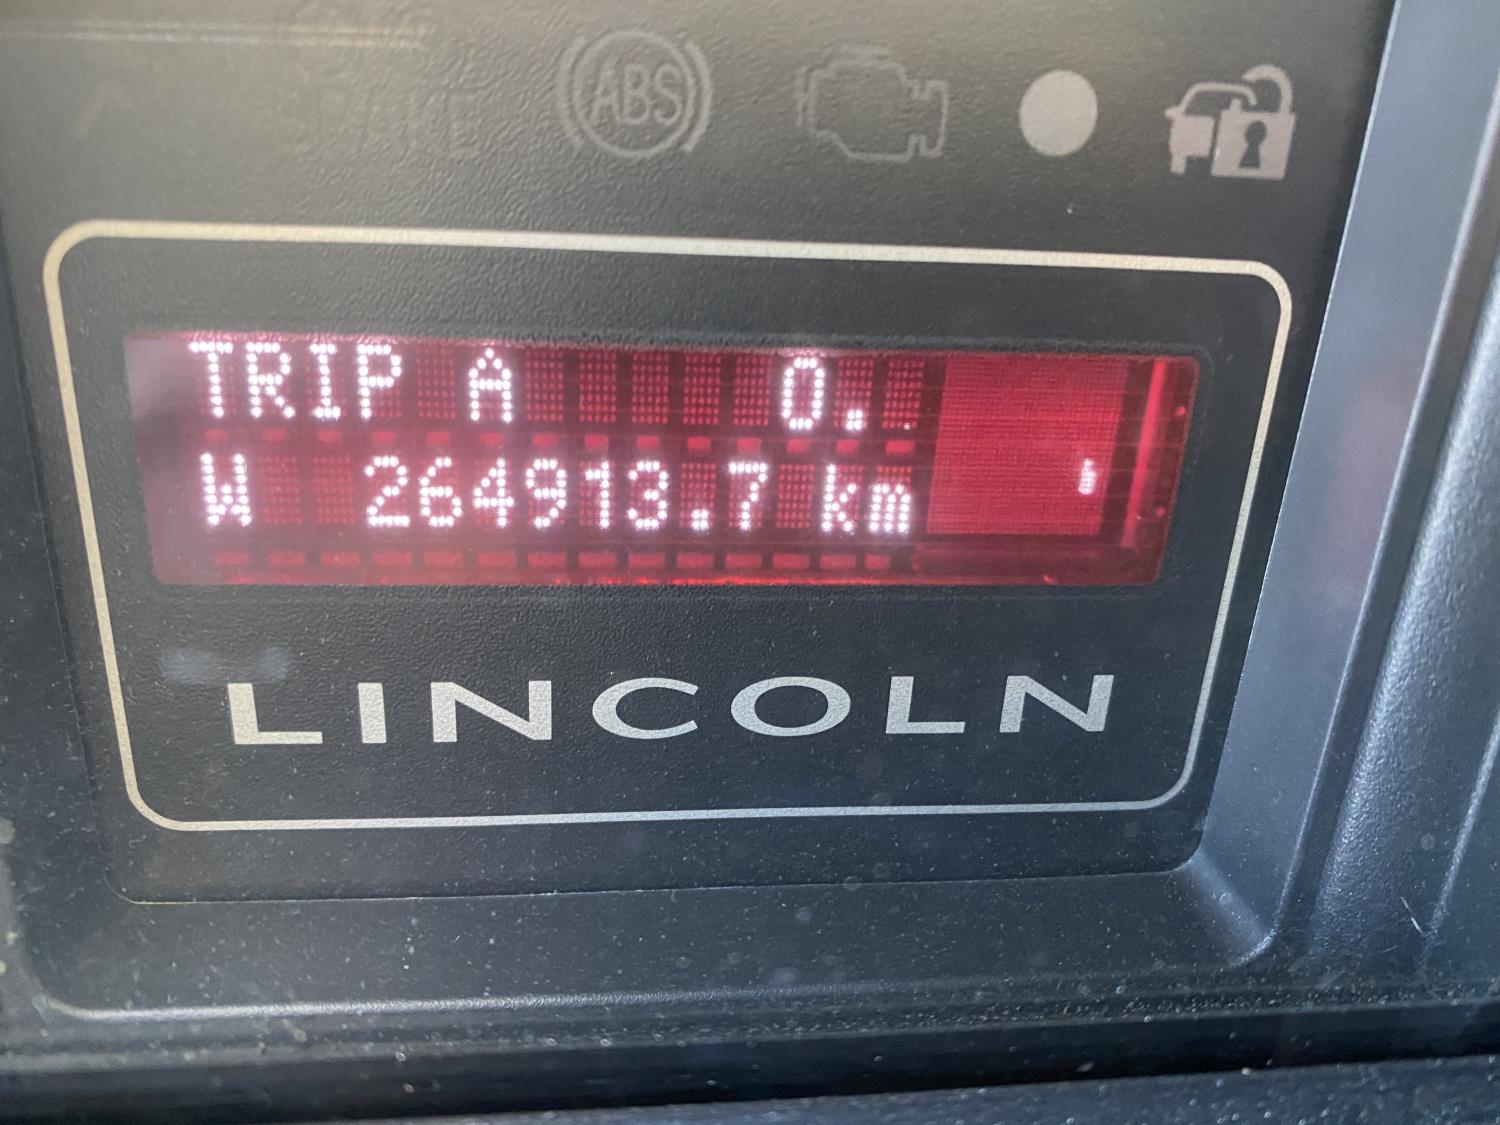 ABS
TRIP A 0.
W 264913.7 km
LINCOLN